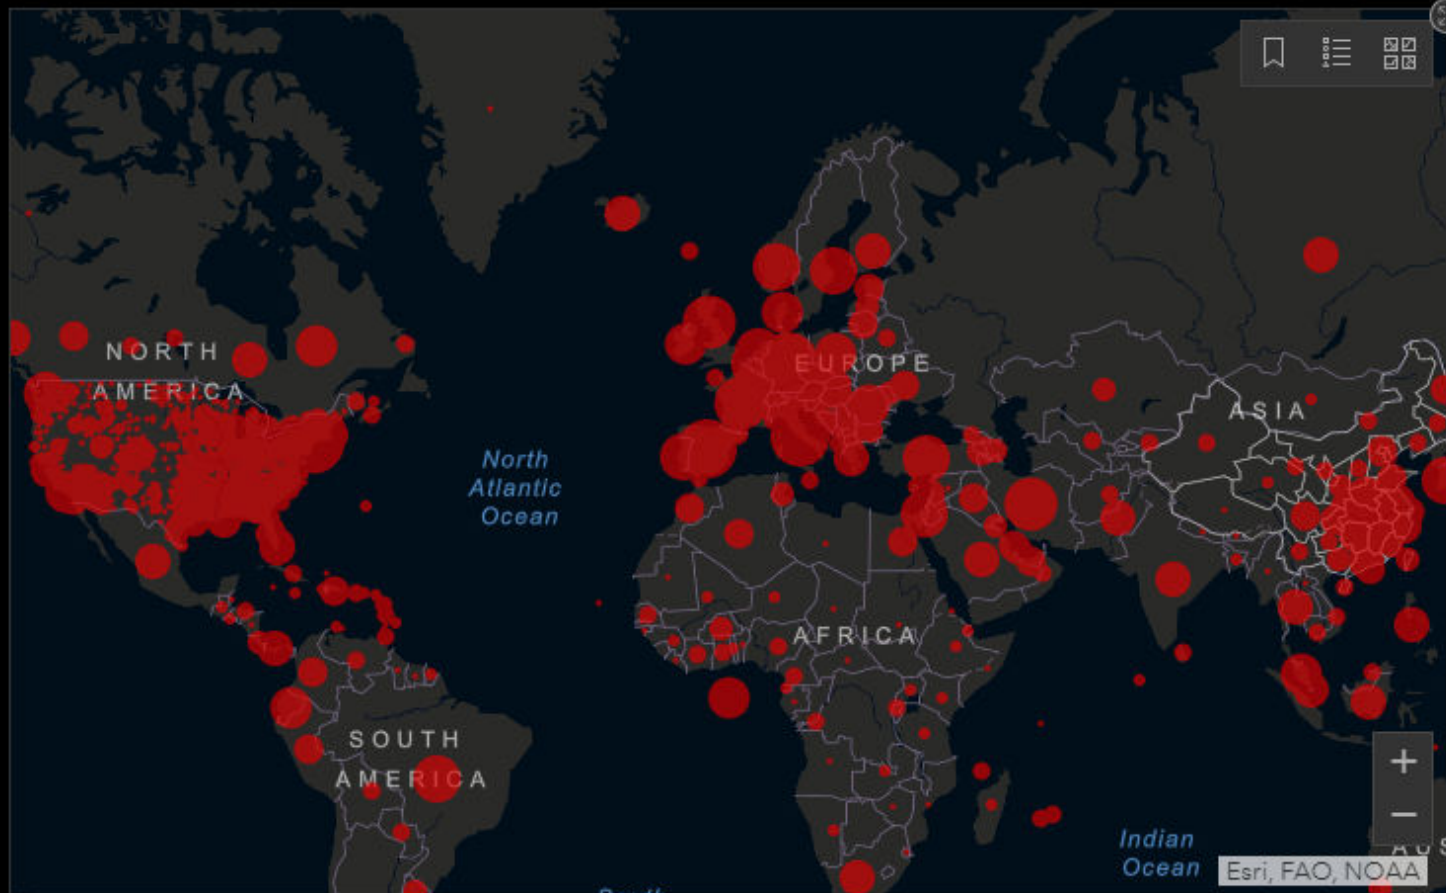 NORTH
AMERICA
EUROPE
ASIA
North
Atlantic
Ocean
AFRICA
SOUTH
AMERICA
Indian
Ocean
Esri, FAO, NOAA